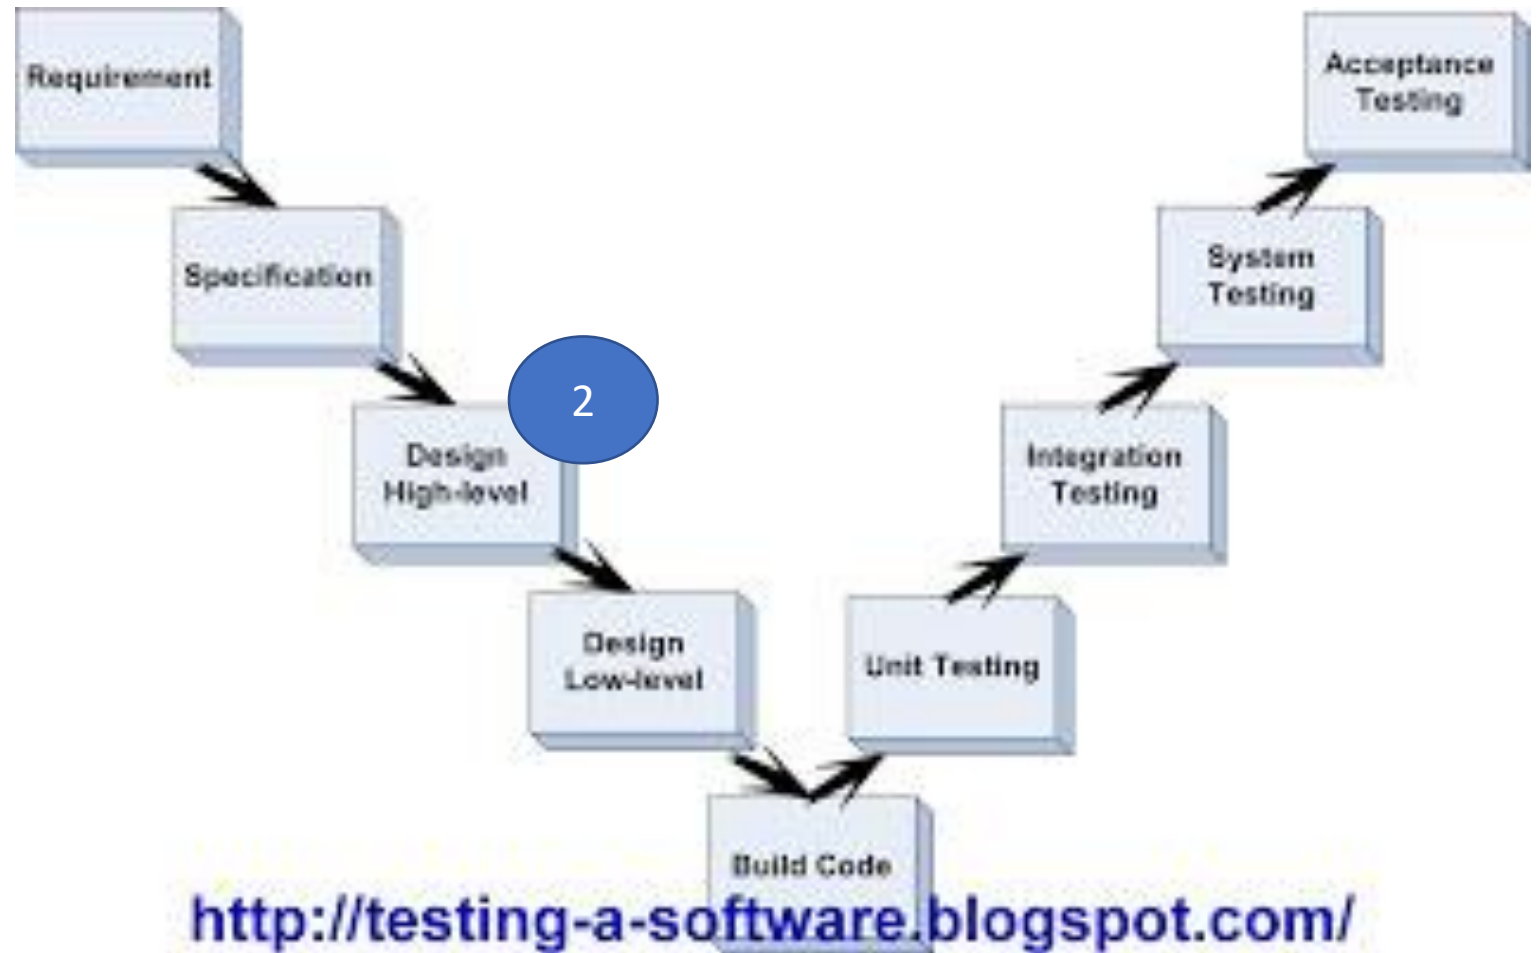 Requirement
Specification
2
Design
High-level
Design
Low-level
Build Code
Unit Testing
Integration
Testing
System
Testing
Acceptance
Testing
http://testing-a-software.blogspot.com/